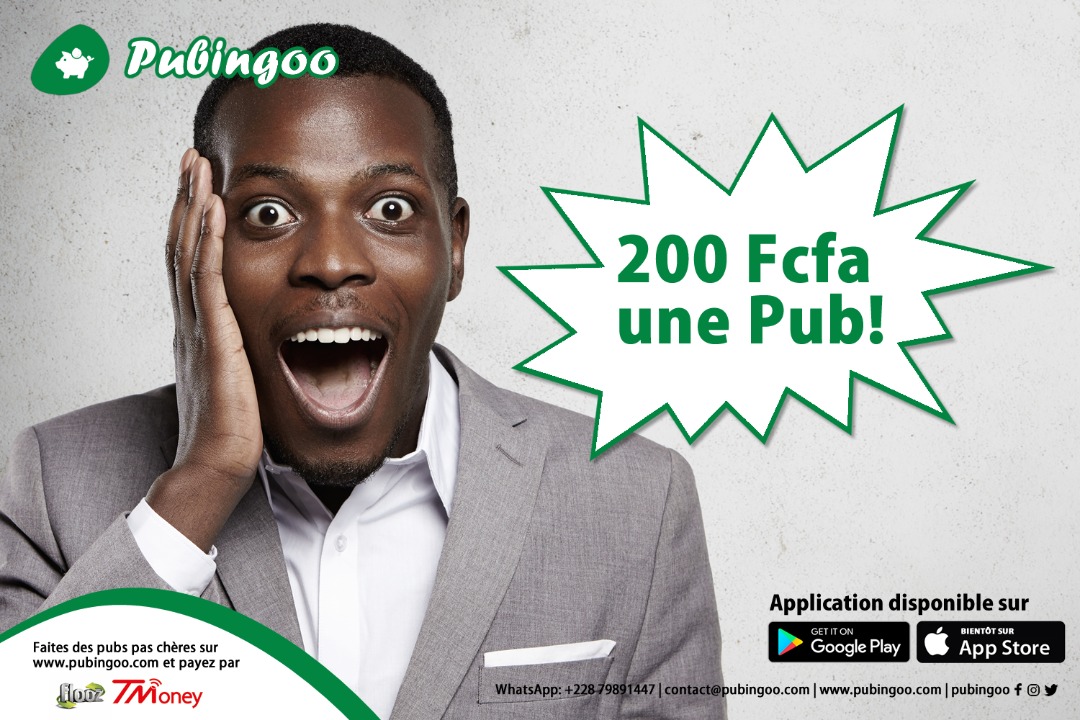 Pubingoo
200 Fcfa
une Pub!
Application disponible sur
GET IT ON
Google Play
BIENTÔT SUR
App Store
Faites des pubs pas chères sur
www.pubingoo.com et payez par
flooz TMoney
WhatsApp: +228 79891447 | contact@pubingoo.com | www.pubingoo.com | pubingoo